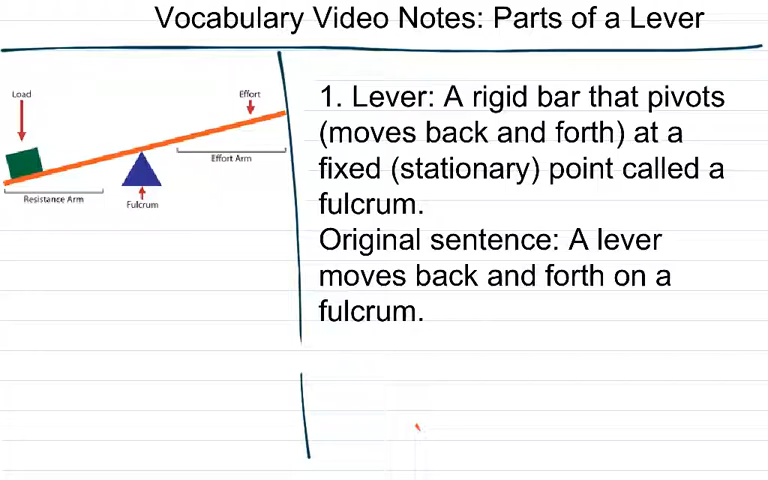 Vocabulary Video Notes: Parts of a Lever
Load
Effort
Effort Arm
Resistance Arm
Fulcrum
1. Lever: A rigid bar that pivots
(moves back and forth) at a
fixed (stationary) point called a
fulcrum.
Original sentence: A lever
moves back and forth on a
fulcrum.